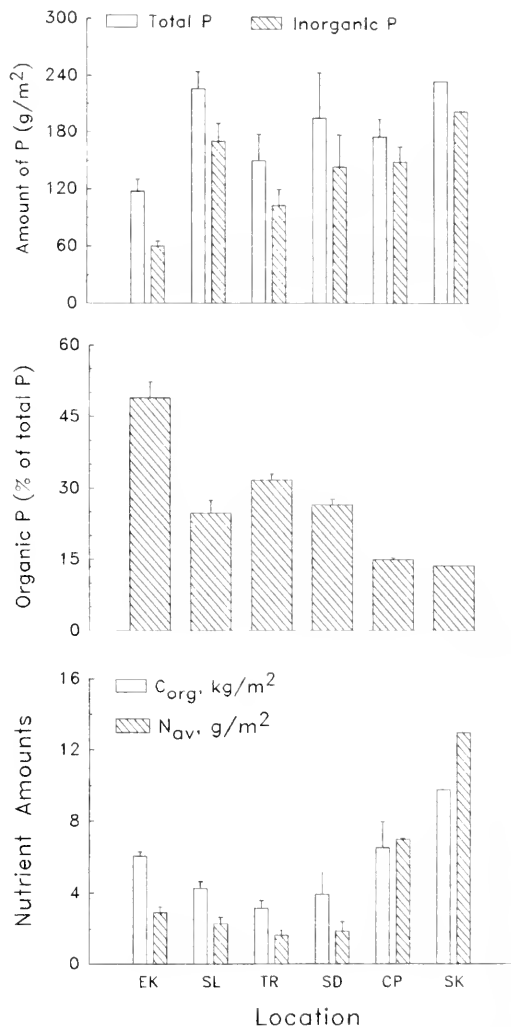 300
Total P
Inorganic P
240
180
120
60
0
Amount of P (g/m²)
60
45
30
15
0
Organic P (% of total P)
16
C_org, kg/m²
N_av, g/m²
12
8
4
0
Nutrient Amounts
EK SL TR SD CP SK
Location